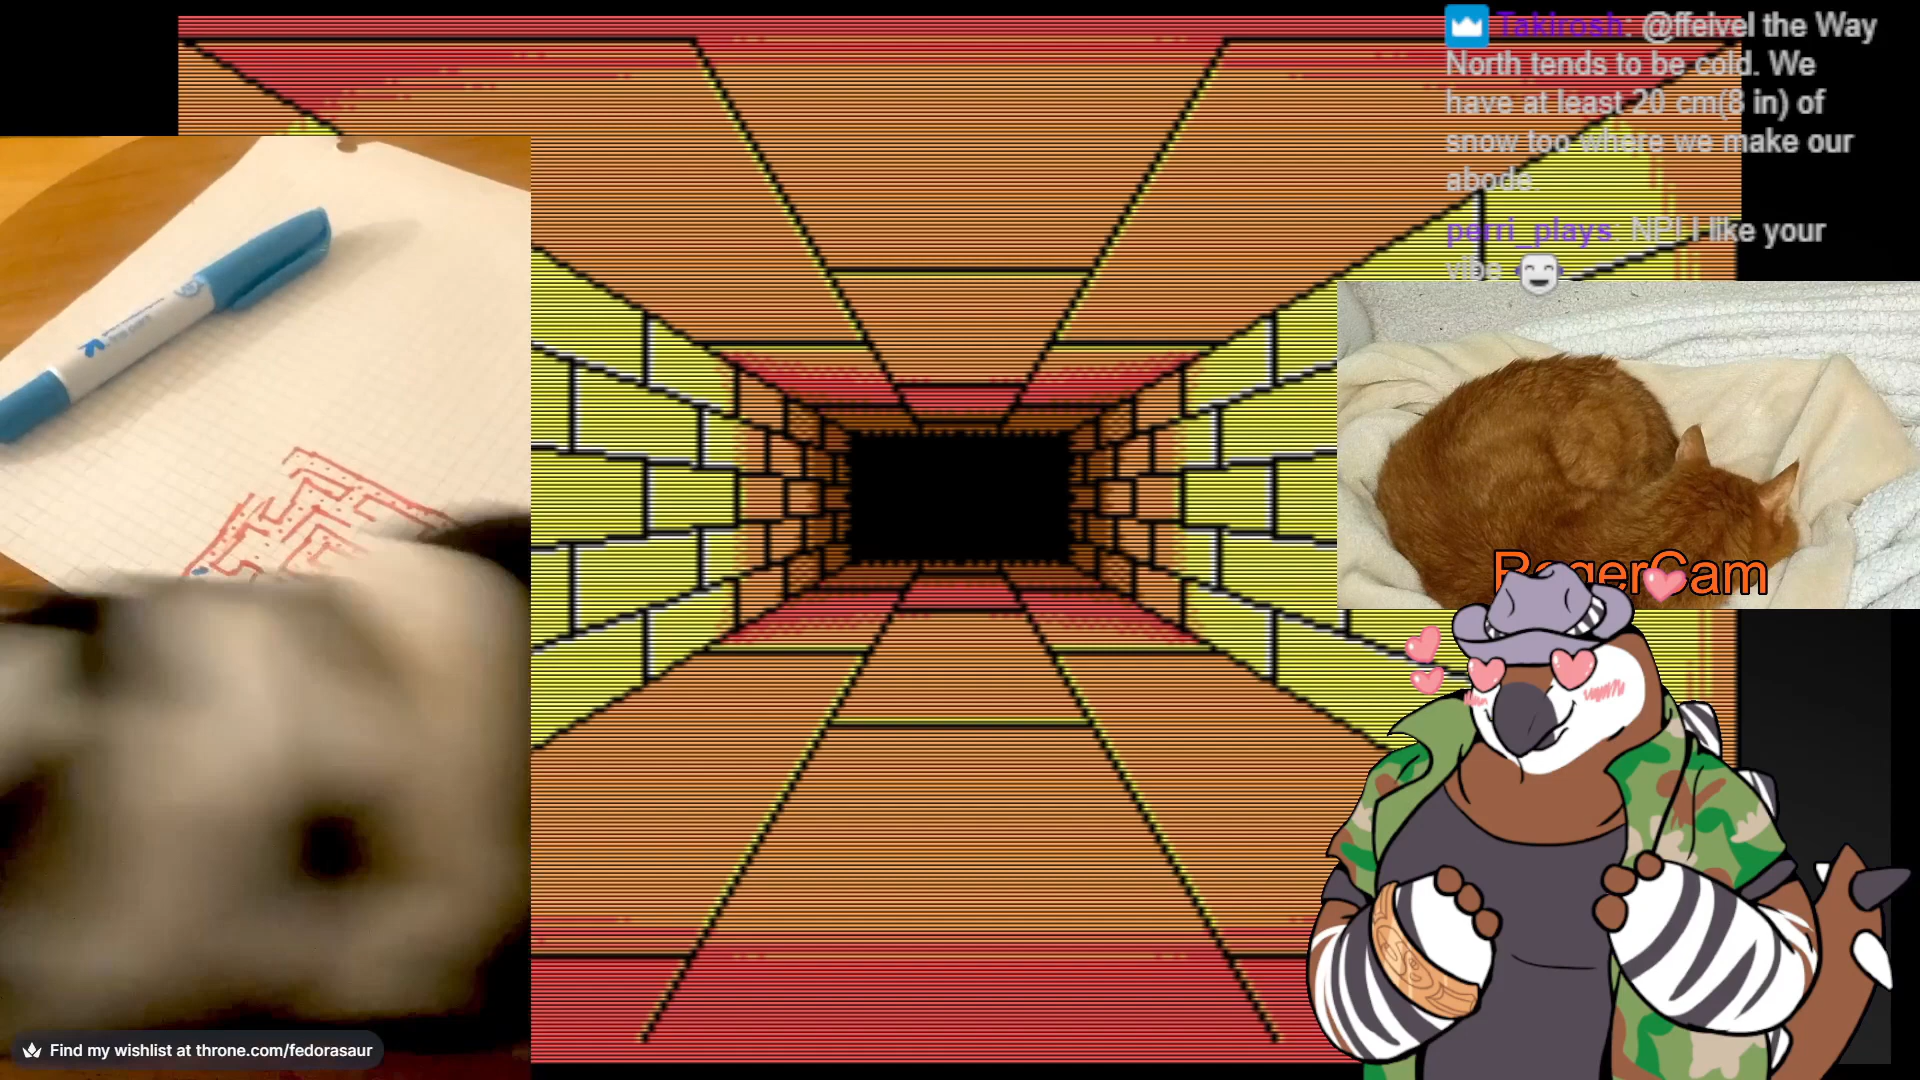 Takirosh: @ffeivel the Way
North tends to be cold. We
have at least 20 cm(8 in) of
snow too where we make our
abode.
perri_plays: NP! I like your
vibe
RogerCam
Find my wishlist at throne.com/fedorasaur